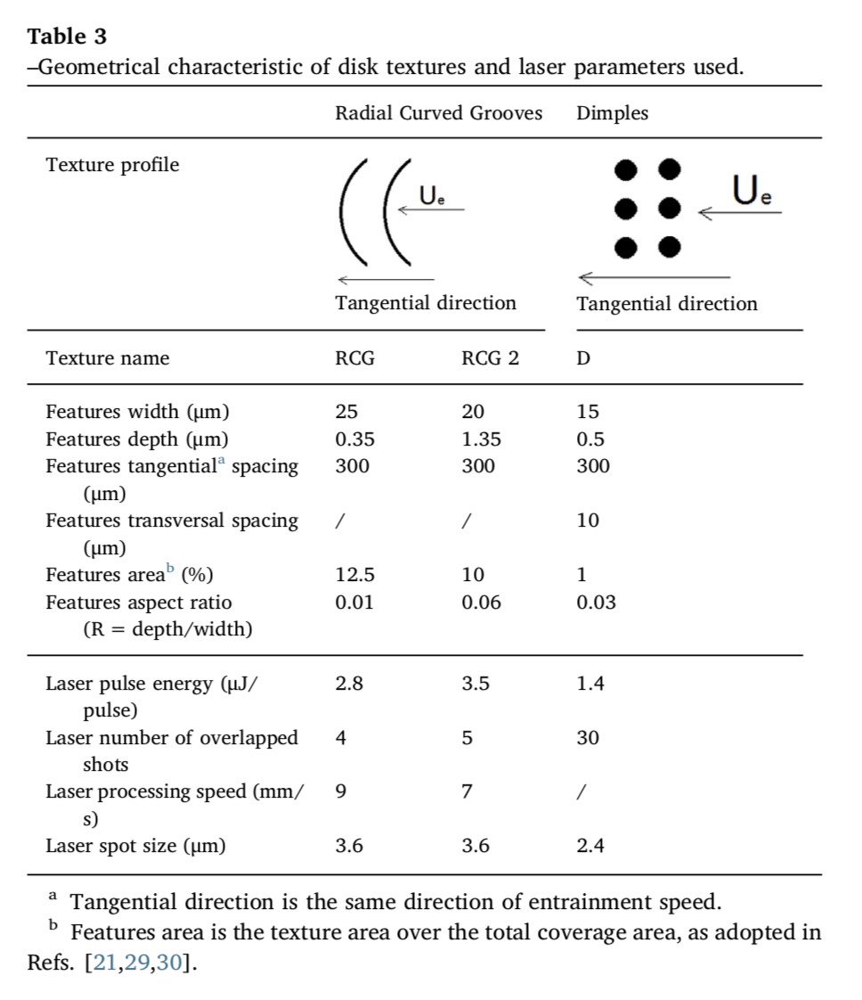 Table 3
–Geometrical characteristic of disk textures and laser parameters used.
Radial Curved Grooves Dimples
Texture profile
Ue Ue
Tangential direction Tangential direction
Texture name RCG RCG 2 D
Features width (μm) 25 20 15
Features depth (μm) 0.35 1.35 0.5
Features tangentialᵃ spacing 300 300 300
(μm)
Features transversal spacing / / 10
(μm)
Features areaᵇ (%) 12.5 10 1
Features aspect ratio 0.01 0.06 0.03
(R = depth/width)
Laser pulse energy (μJ/ 2.8 3.5 1.4
pulse)
Laser number of overlapped 4 5 30
shots
Laser processing speed (mm/ 9 7 /
s)
Laser spot size (μm) 3.6 3.6 2.4
ᵃ Tangential direction is the same direction of entrainment speed.
ᵇ Features area is the texture area over the total coverage area, as adopted in
Refs. [21,29,30].